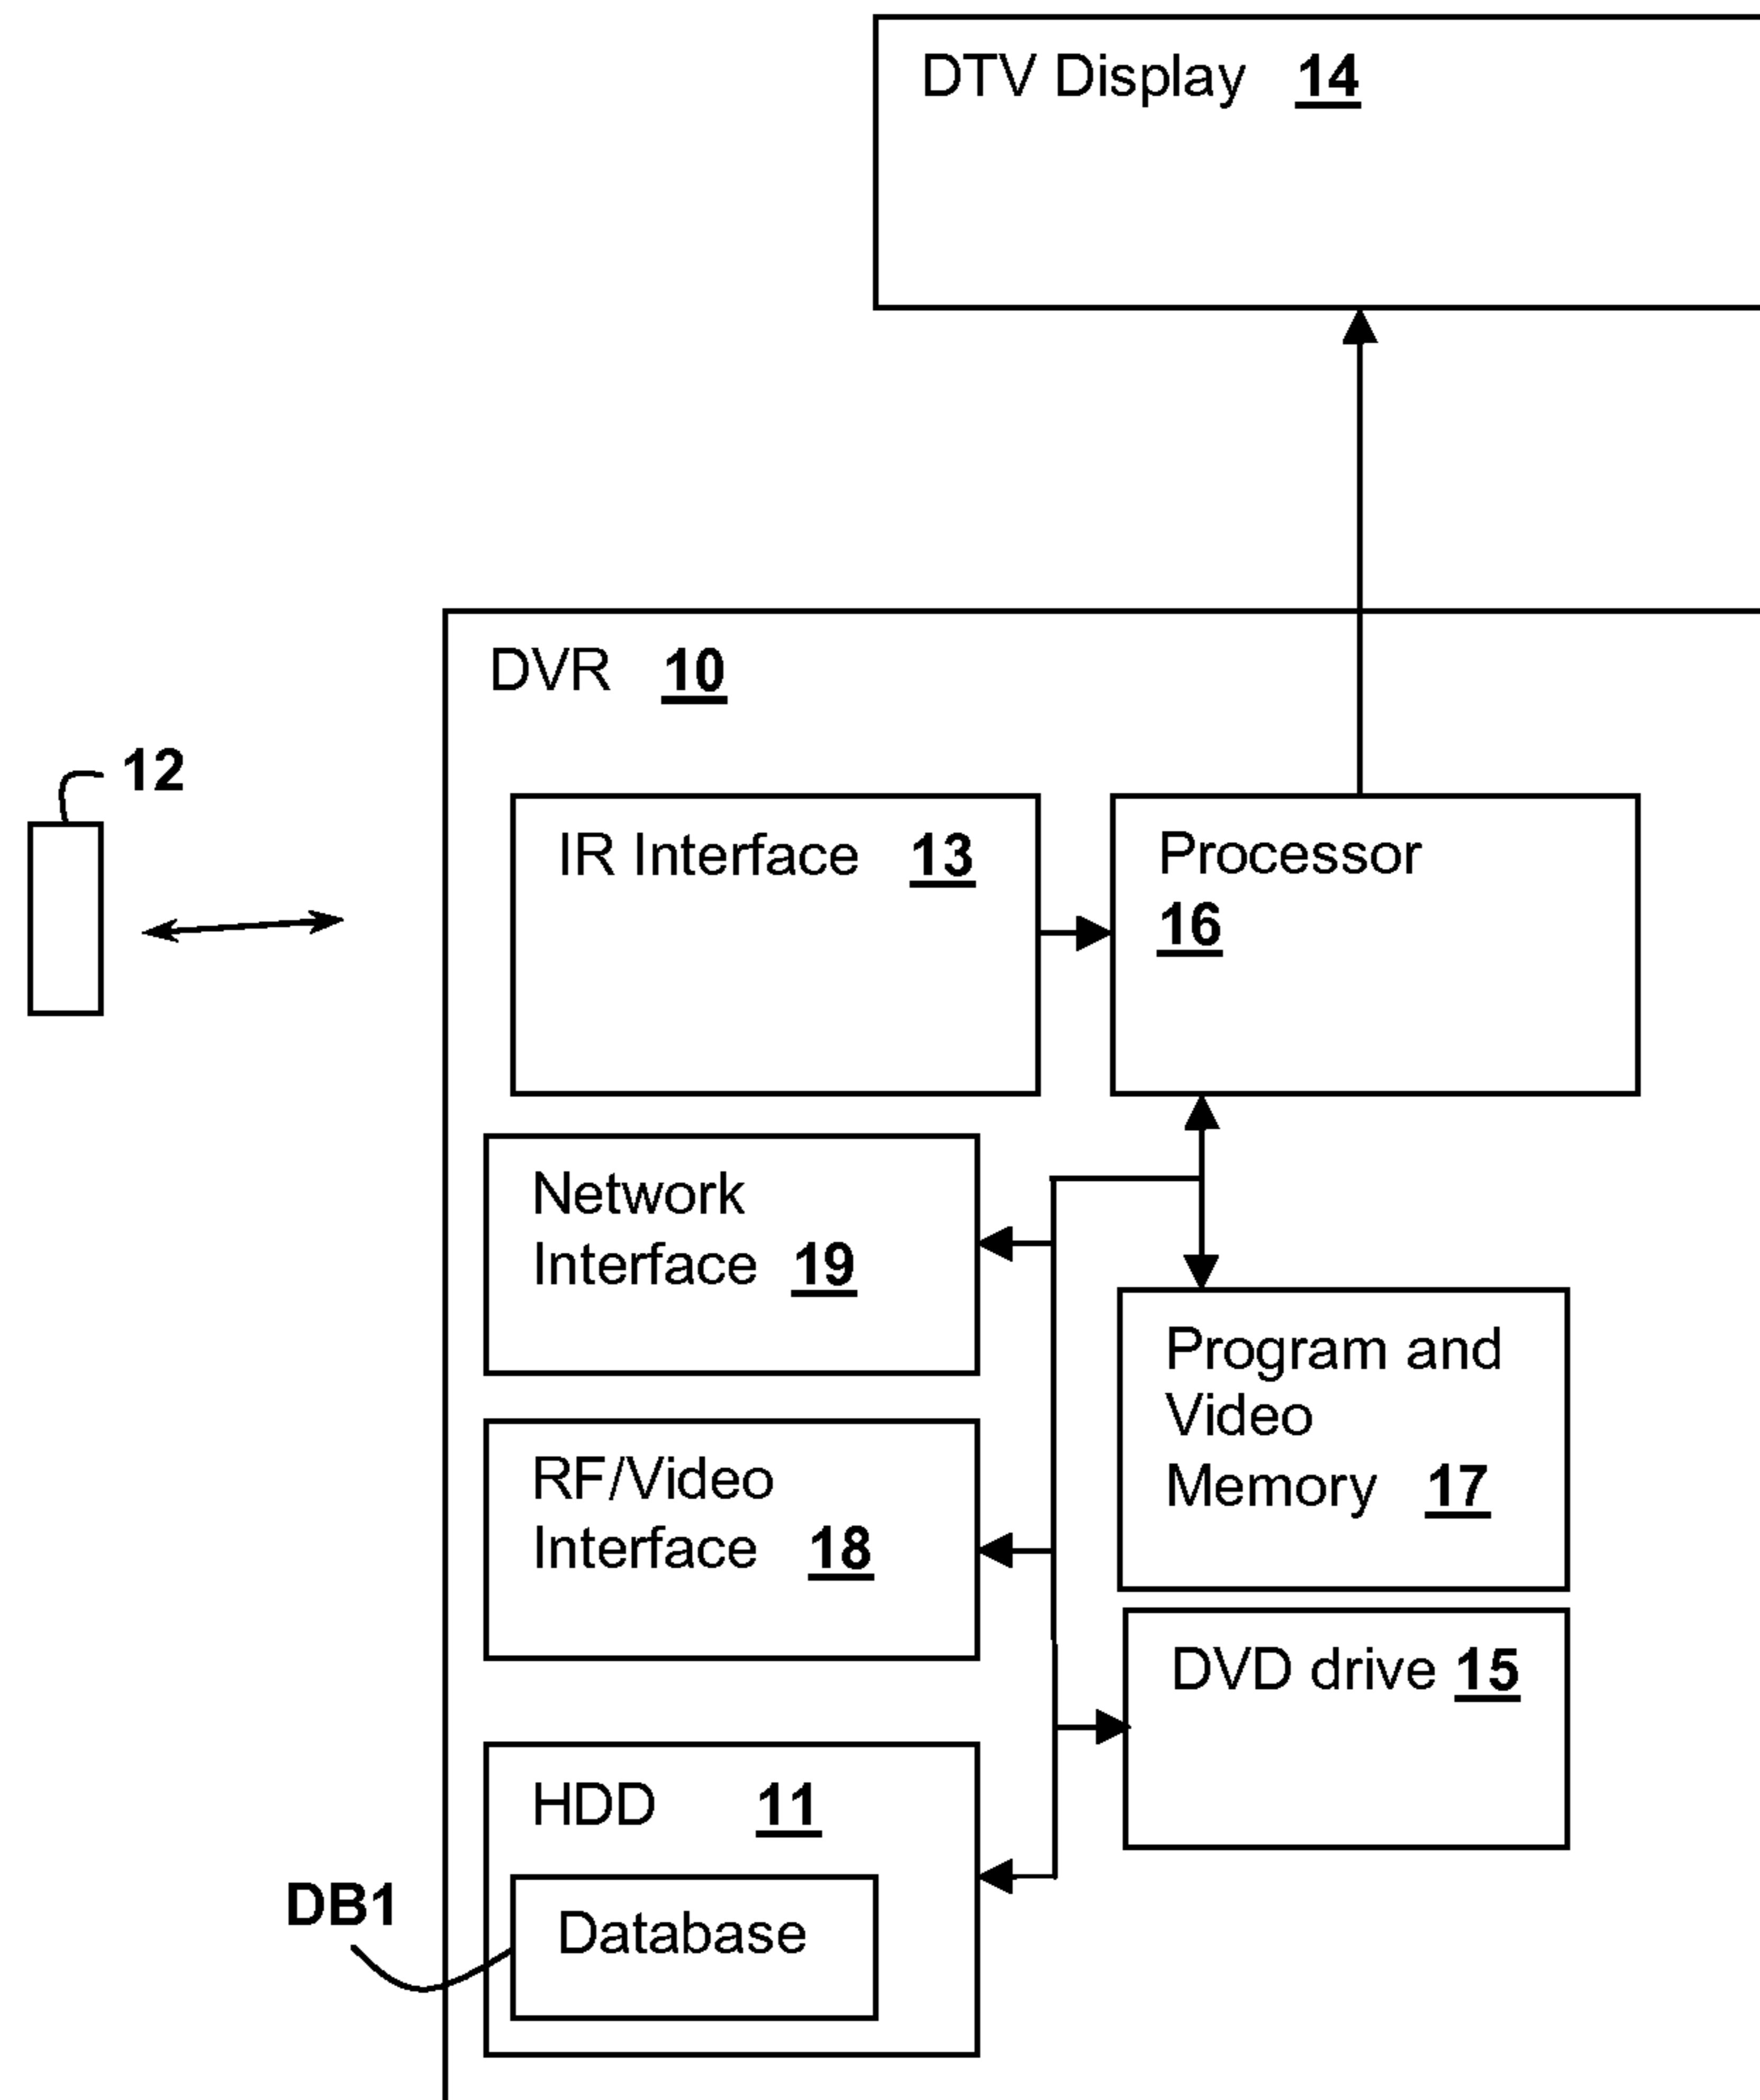 DTV Display 14
DVR 10
12
IR Interface 13
Processor
16
Network
Interface 19
Program and
Video
Memory 17
RF/Video
Interface 18
DVD drive 15
HDD 11
DB1
Database